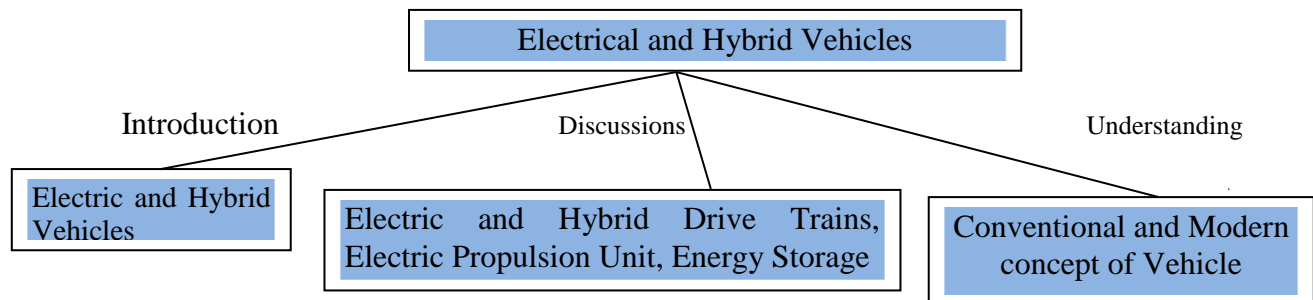 Electrical and Hybrid Vehicles
Introduction
Discussions
Understanding
Electric and Hybrid
Vehicles
Electric and Hybrid Drive Trains,
Electric Propulsion Unit, Energy Storage
Conventional and Modern
concept of Vehicle